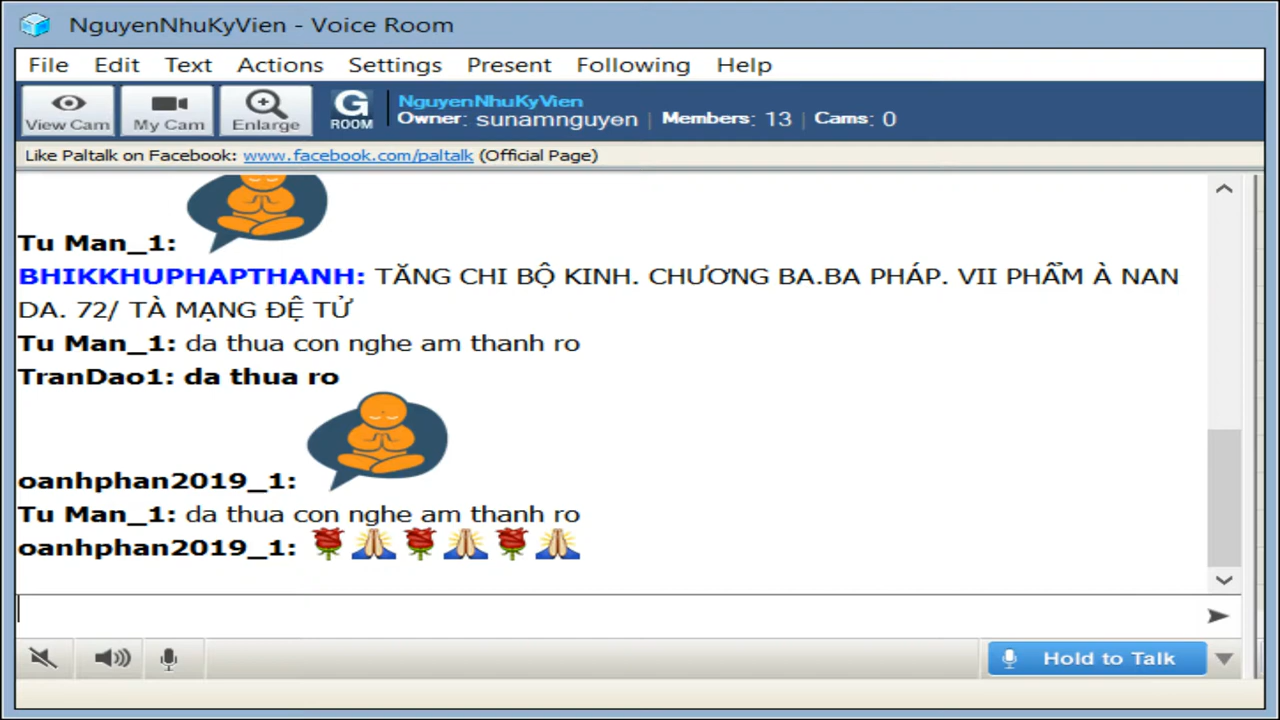 NguyenNhuKyVien - Voice Room
File Edit Text Actions Settings Present Following Help
View Cam My Cam Enlarge G ROOM
NguyenNhuKyVien
Owner: sunamnguyen | Members: 13 | Cams: 0
Like Paltalk on Facebook: www.facebook.com/paltalk (Official Page)
Tu Man_1:
BHIKKHUPHAPTHANH: TĂNG CHI BỘ KINH. CHƯƠNG BA.BA PHÁP. VII PHẨM À NAN
DA. 72/ TÀ MẠNG ĐỆ TỬ
Tu Man_1: da thua con nghe am thanh ro
TranDao1: da thua ro
oanhphan2019_1:
Tu Man_1: da thua con nghe am thanh ro
oanhphan2019_1: 🌹🙏🌹🙏🌹🙏
Hold to Talk